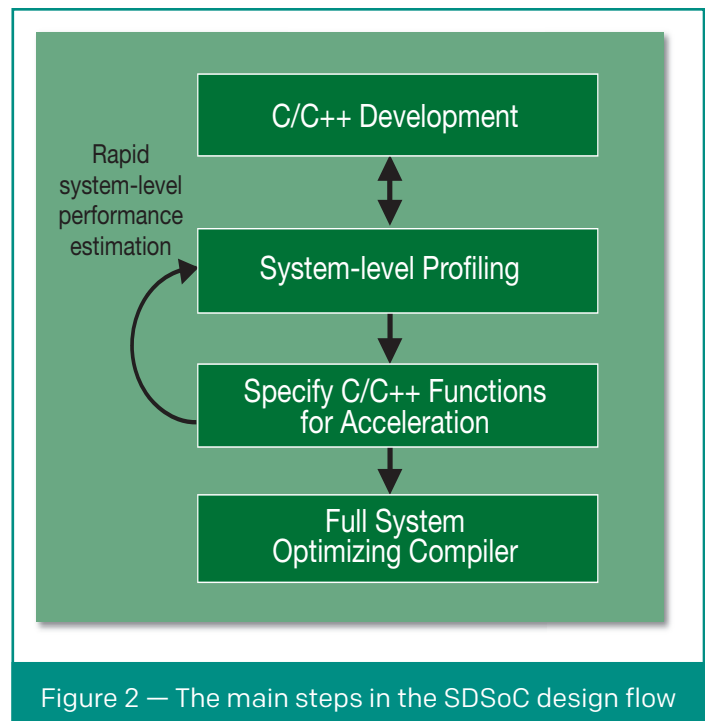 C/C++ Development
Rapid
system-level
performance
estimation
System-level Profiling
Specify C/C++ Functions
for Acceleration
Full System
Optimizing Compiler
Figure 2 — The main steps in the SDSoC design flow